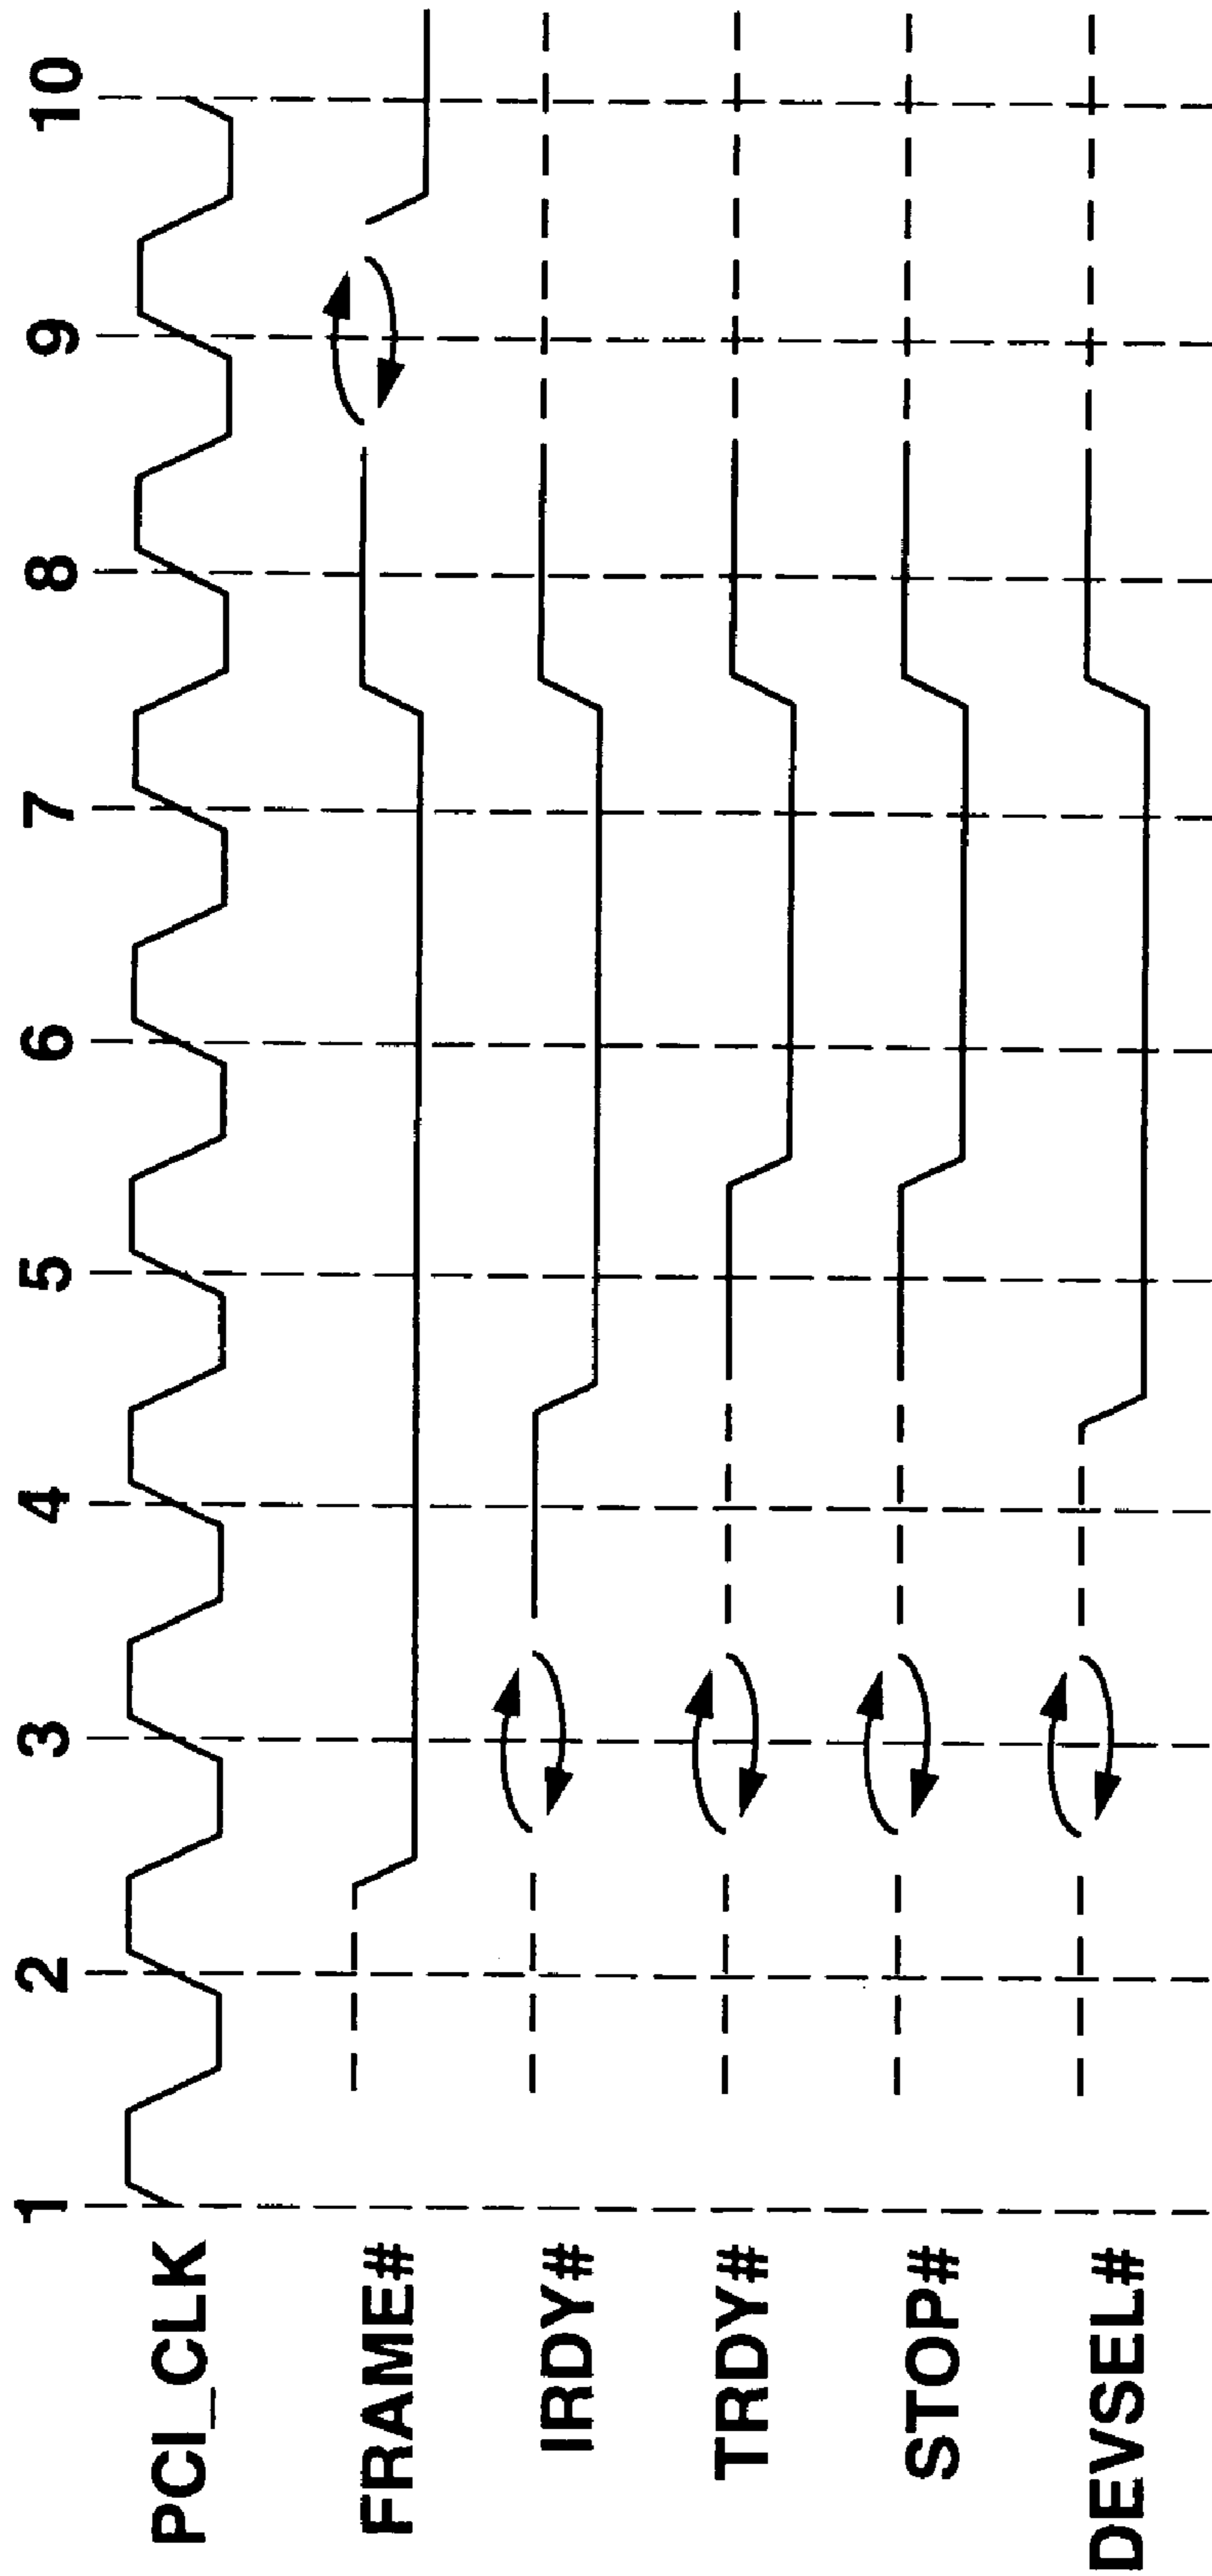 1 2 3 4 5 6 7 8 9 10
PCI_CLK
FRAME#
IRDY#
TRDY#
STOP#
DEVSEL#